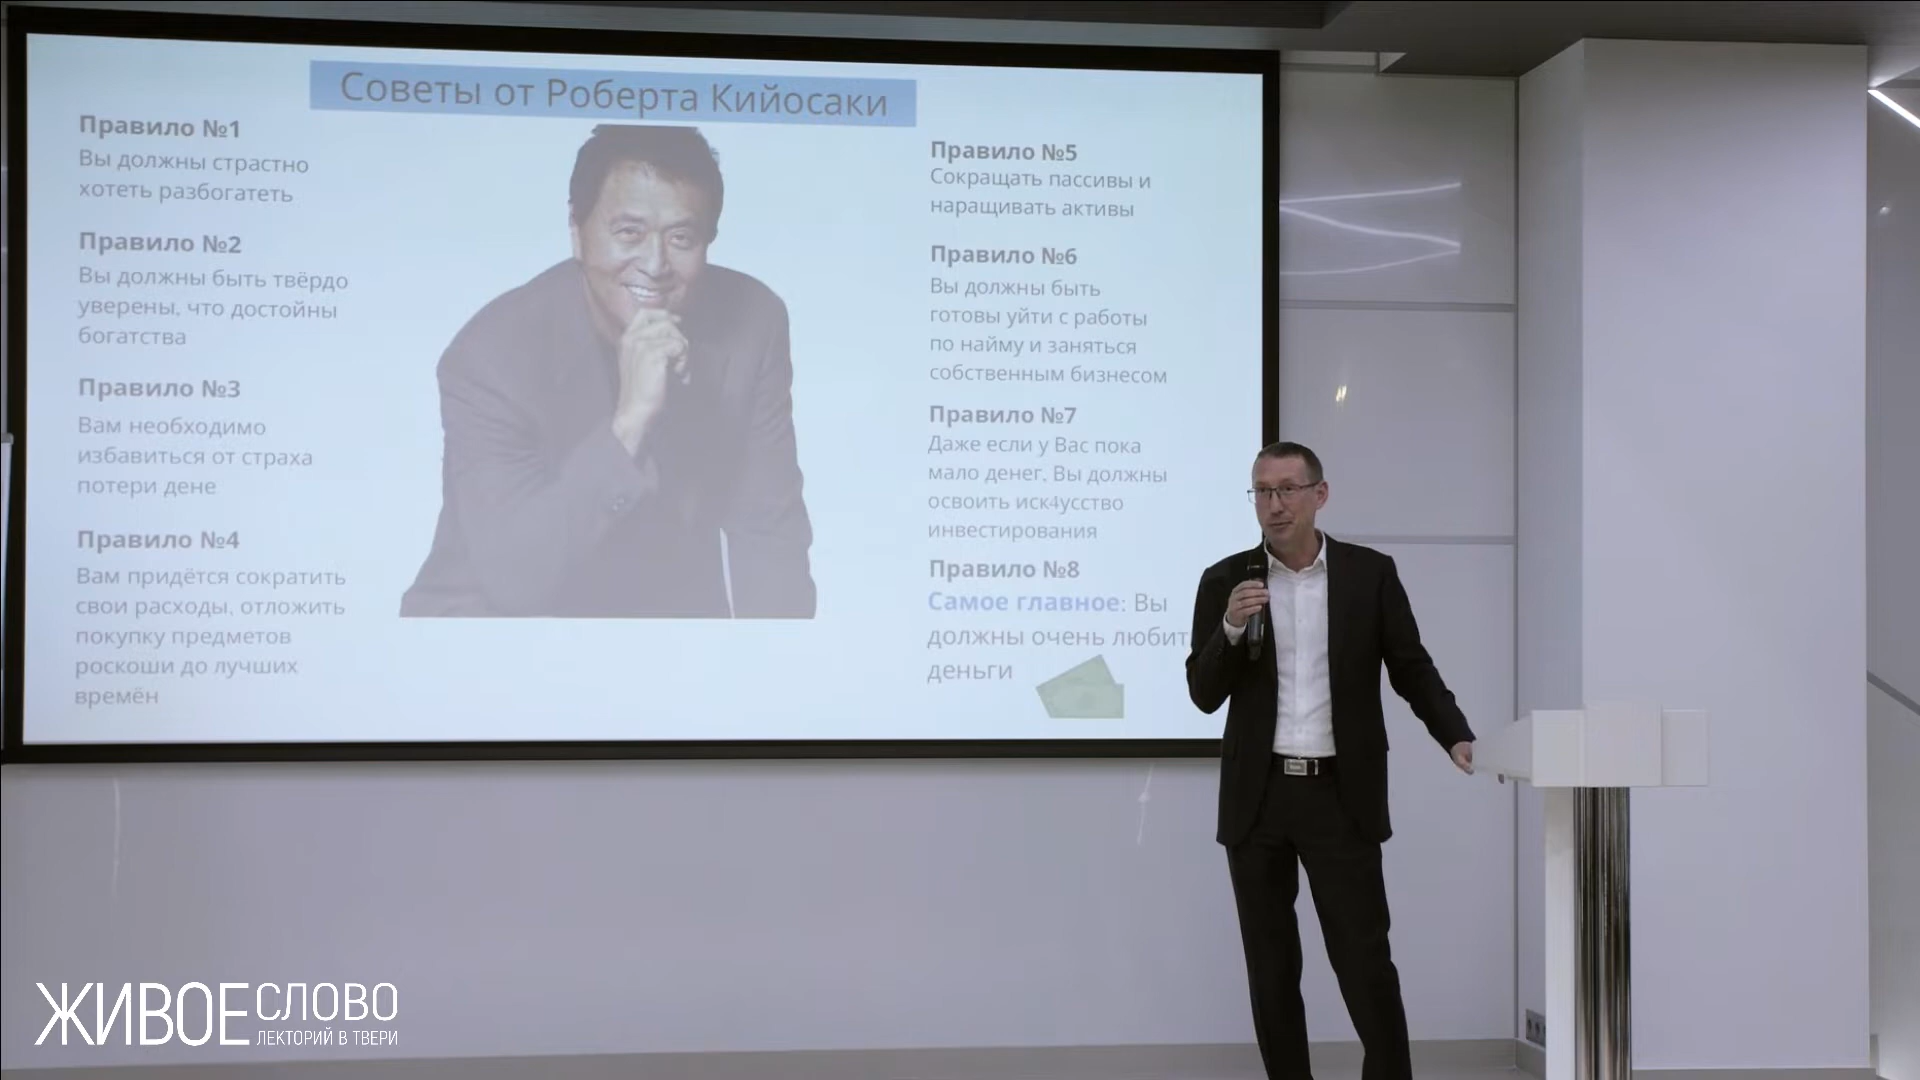 Советы от Роберта Кийосаки
Правило №1
Вы должны страстно
хотеть разбогатеть
Правило №2
Вы должны быть твёрдо
уверены, что достойны
богатства
Правило №3
Вам необходимо
избавиться от страха
потери дене
Правило №4
Вам придётся сократить
свои расходы, отложить
покупку предметов
роскоши до лучших
времён
Правило №5
Сокращать пассивы и
наращивать активы
Правило №6
Вы должны быть
готовы уйти с работы
по найму и заняться
собственным бизнесом
Правило №7
Даже если у Вас пока
мало денег, Вы должны
освоить иск4усство
инвестирования
Правило №8
Самое главное: Вы
должны очень любит
деньги
ЖИВОЕ СЛОВО
ЛЕКТОРИЙ В ТВЕРИ